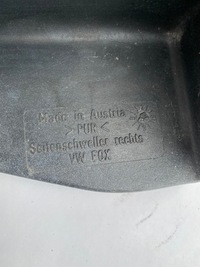 Made in Austria
>PUR<
Seitenschweller rechts
VW FOX